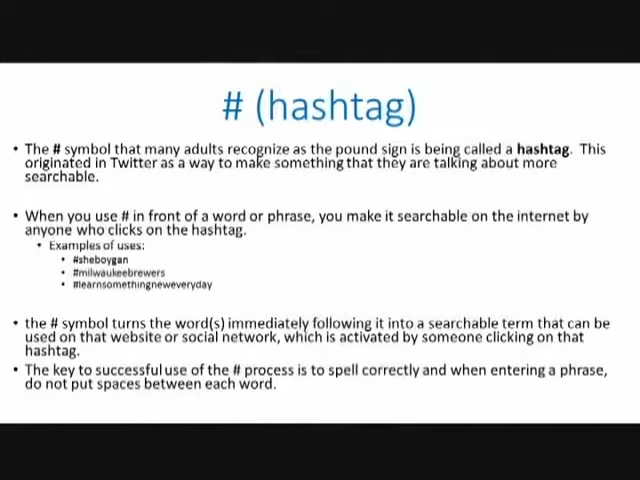 # (hashtag)
• The # symbol that many adults recognize as the pound sign is being called a hashtag. This
originated in Twitter as a way to make something that they are talking about more
searchable.
• When you use # in front of a word or phrase, you make it searchable on the internet by
anyone who clicks on the hashtag.
• Examples of uses:
• #sheboygan
• #milwaukeebrewers
• #learnsomethingneweveryday
• the # symbol turns the word(s) immediately following it into a searchable term that can be
used on that website or social network, which is activated by someone clicking on that
hashtag.
• The key to successful use of the # process is to spell correctly and when entering a phrase,
do not put spaces between each word.